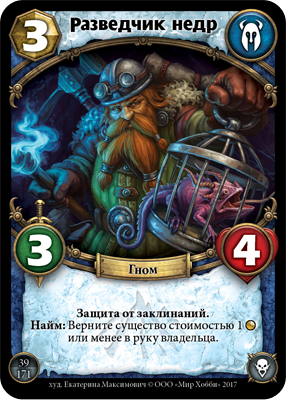 3
Разведчик недр
3
Гном
4
Защита от заклинаний.
Найм: Верните существо стоимостью 1
или менее в руку владельца.
39
171
худ. Екатерина Максимович © ООО «Мир Хобби» 2017